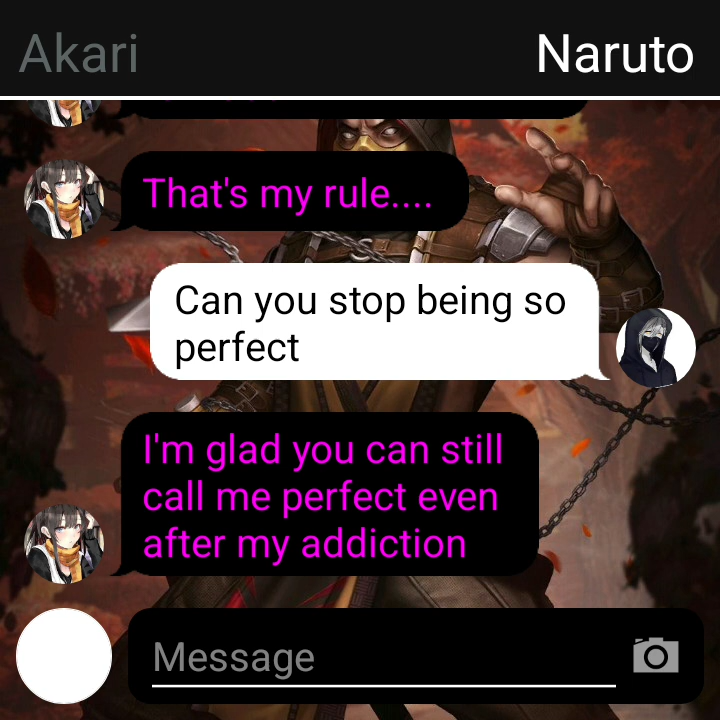 Akari
Naruto
That's my rule....
Can you stop being so
perfect
I'm glad you can still
call me perfect even
after my addiction
Message